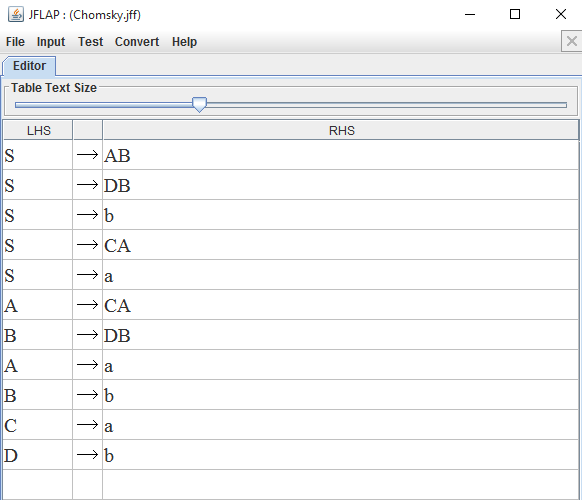 JFLAP : (Chomsky.jff)
File Input Test Convert Help
Editor
Table Text Size
LHS RHS
S → AB
S → DB
S → b
S → CA
S → a
A → CA
B → DB
A → a
B → b
C → a
D → b